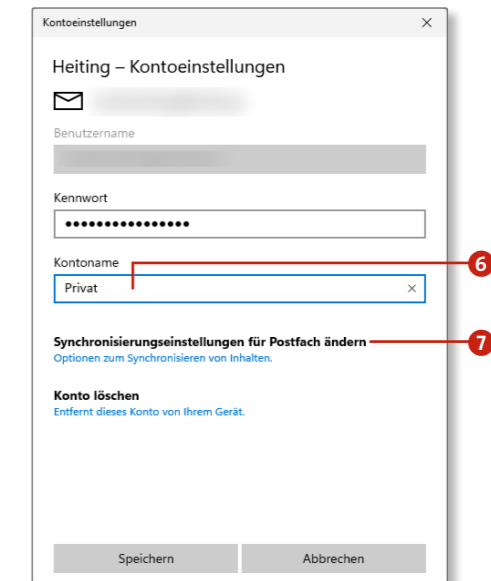 Kontoeinstellungen
Heiting – Kontoeinstellungen
Benutzername
Kennwort
Kontoname
6
Privat
Synchronisierungseinstellungen für Postfach ändern
7
Optionen zum Synchronisieren von Inhalten.
Konto löschen
Entfernt dieses Konto von Ihrem Gerät.
Speichern
Abbrechen